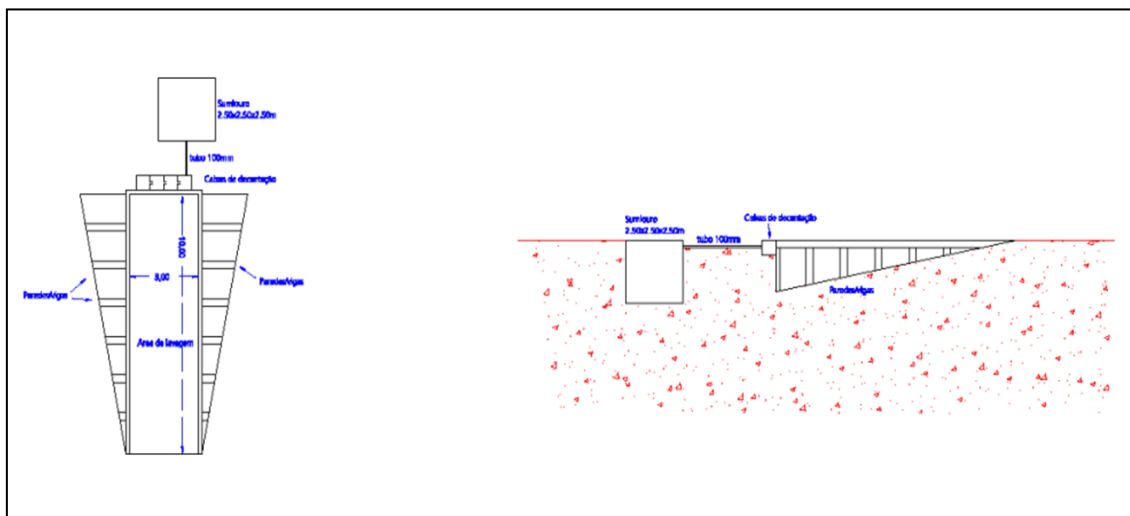 Sumidouro
2.50x2.50x2.50m
tubo 100mm
Caixas de decantação
10,00
3,00
Paredes/vigas
Paredes/vigas
Área de lavagem
Sumidouro
2.50x2.50x2.50m
tubo 100mm
Caixas de decantação
Paredes/vigas